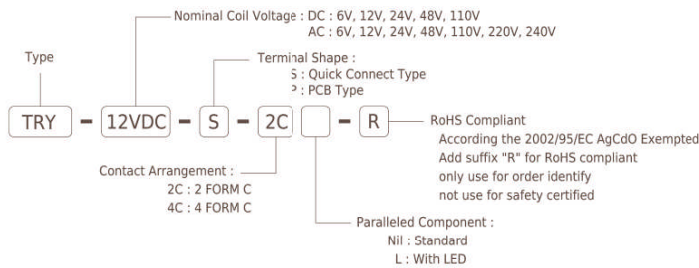 Nominal Coil Voltage : DC : 6V, 12V, 24V, 48V, 110V
AC : 6V, 12V, 24V, 48V, 110V, 220V, 240V
Type
Terminal Shape :
S : Quick Connect Type
P : PCB Type
TRY - 12VDC - S - 2C - R
RoHS Compliant
According the 2002/95/EC AgCdO Exempted
Add suffix "R" for RoHS compliant
only use for order identify
not use for safety certified
Contact Arrangement :
2C : 2 FORM C
4C : 4 FORM C
Paralleled Component :
Nil : Standard
L : With LED